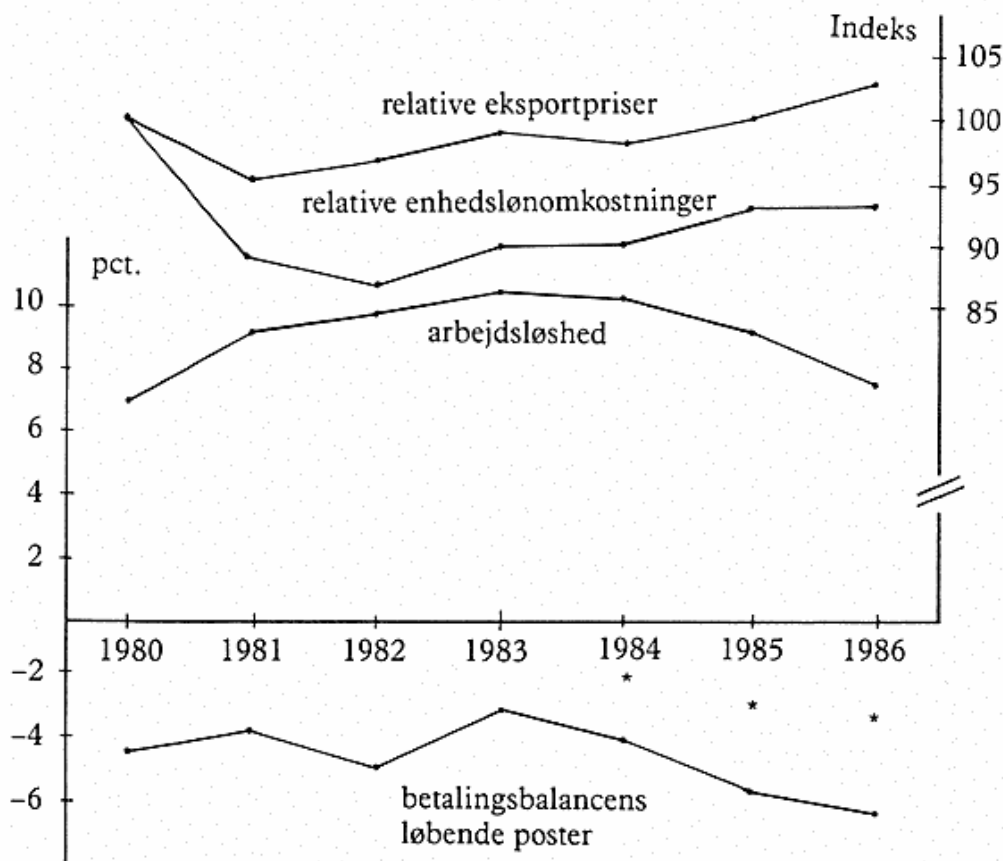 Indeks
105
relative eksportpriser
100
95
relative enhedslønomkostninger
90
pct.
10
85
arbejdsløshed
8
6
4
2
1980 1981 1982 1983 1984 1985 1986
-2
* * *
-4
-6
betalingsbalancens
løbende poster